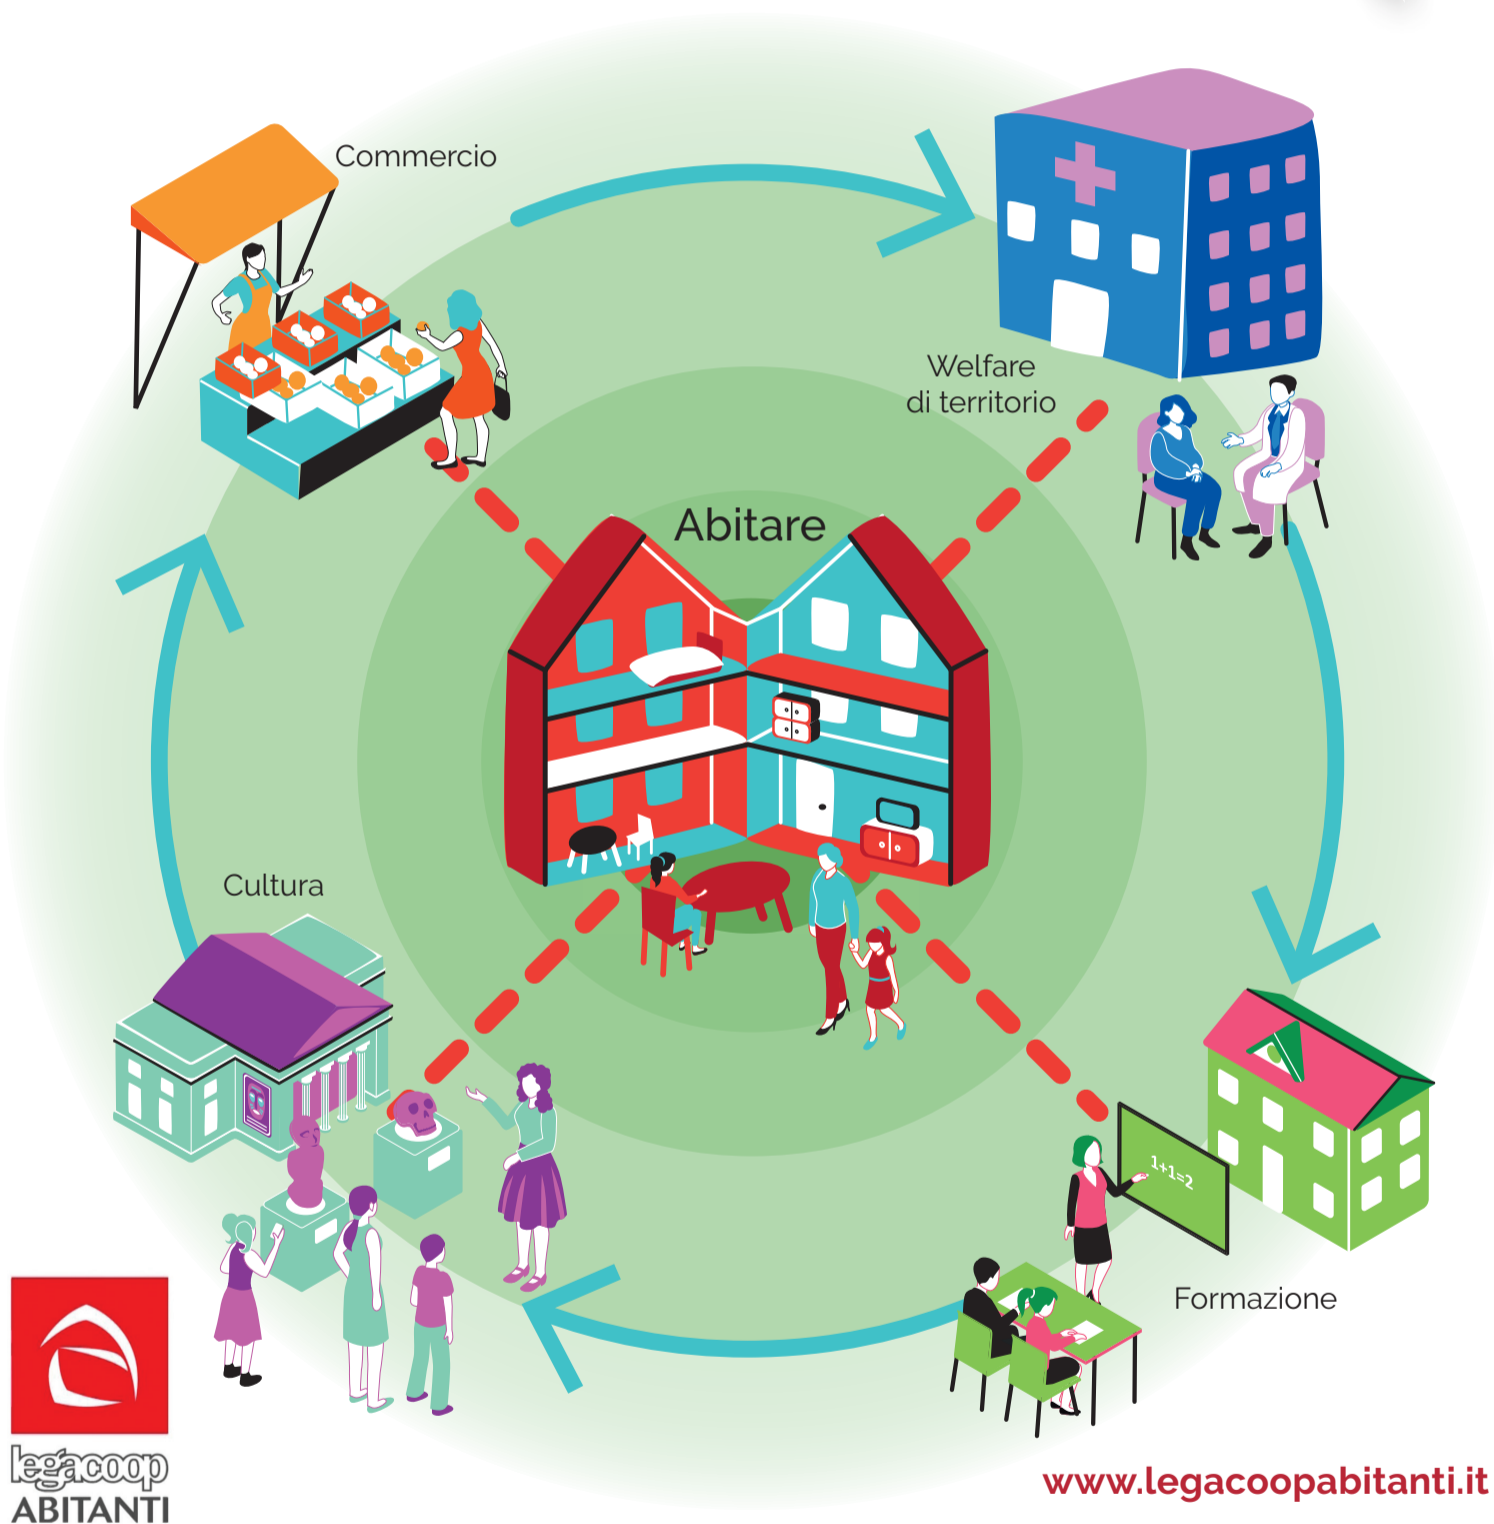 Commercio
Welfare
di territorio
Abitare
Cultura
1+1=2
Formazione
legacoop
ABITANTI
www.legacoopabitanti.it